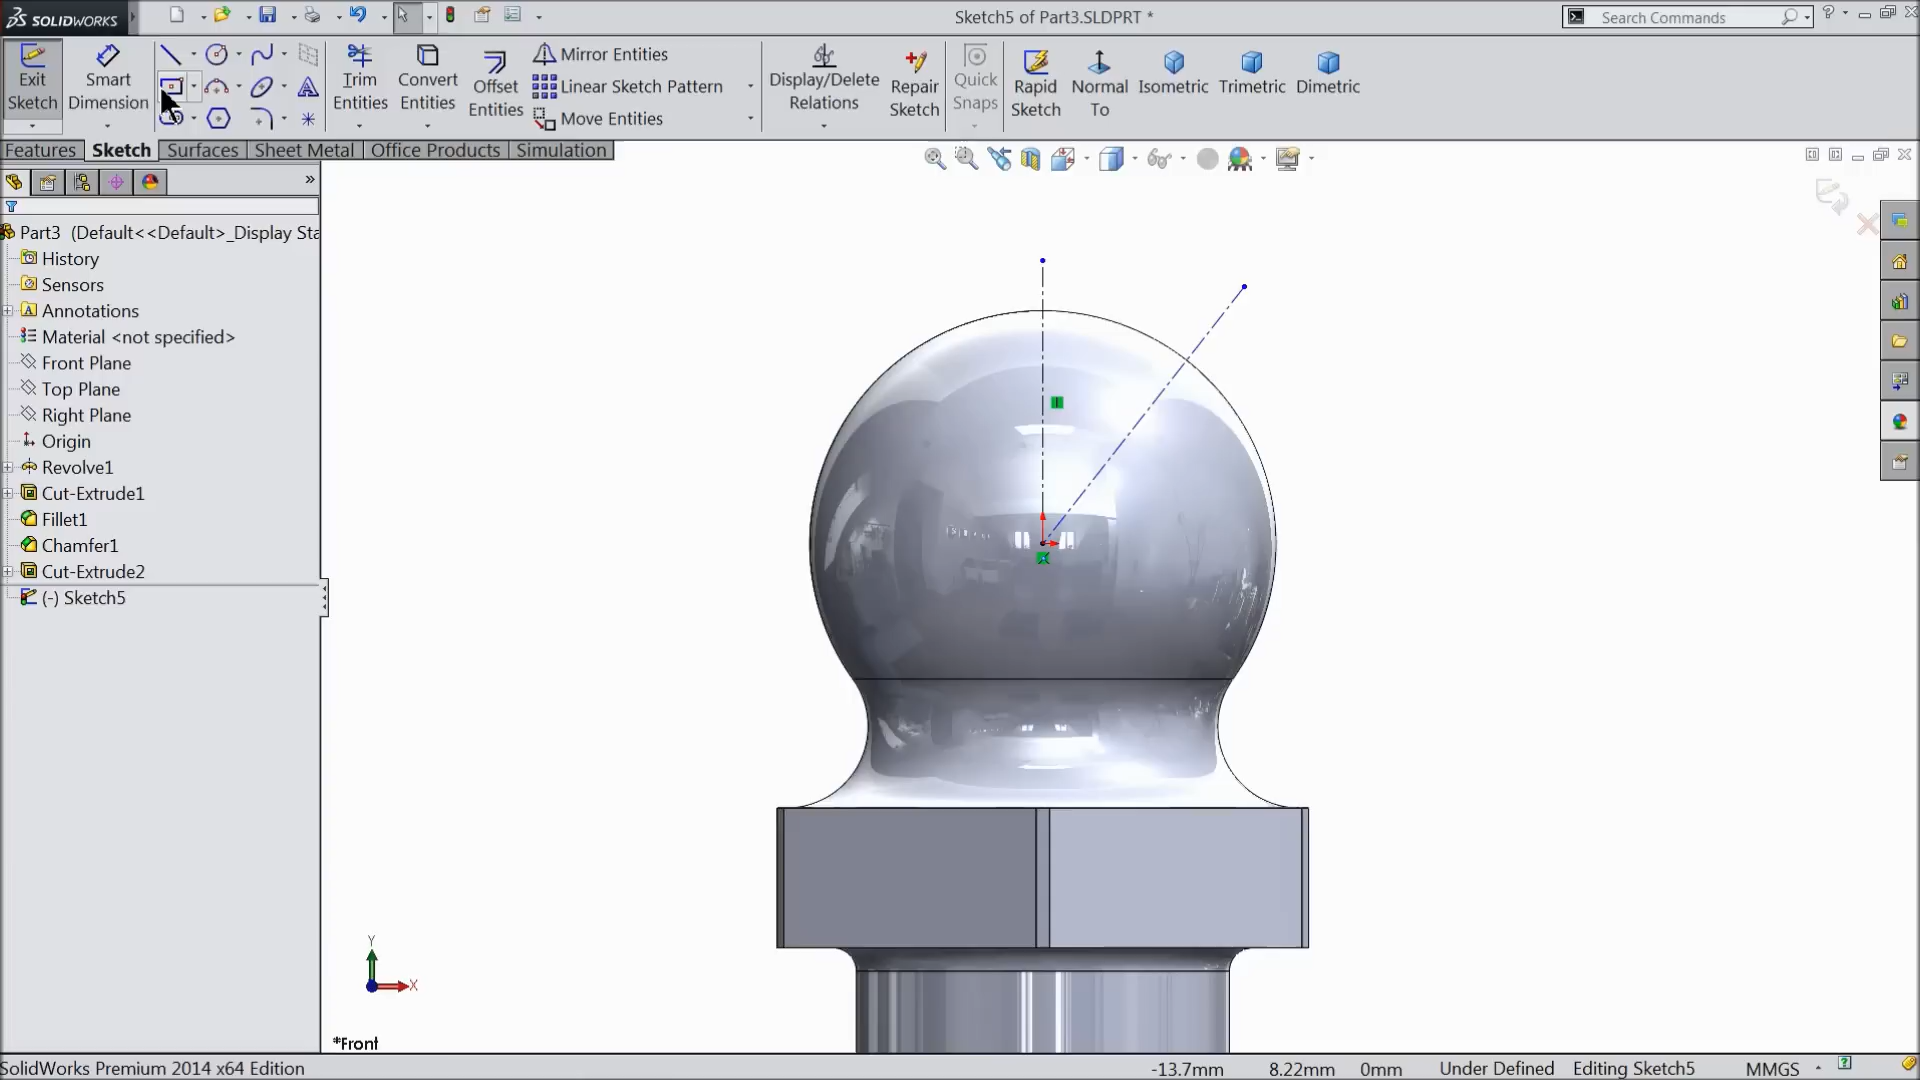 SOLIDWORKS
Sketch5 of Part3.SLDPRT *
Search Commands
?
Exit Sketch
Smart Dimension
Trim Entities
Convert Entities
Offset Entities
Mirror Entities
Linear Sketch Pattern
Move Entities
Display/Delete Relations
Repair Sketch
Quick Snaps
Rapid Sketch
Normal To
Isometric
Trimetric
Dimetric
Features
Sketch
Surfaces
Sheet Metal
Office Products
Simulation
»
Part3 (Default<<Default>_Display Sta
History
Sensors
Annotations
Material <not specified>
Front Plane
Top Plane
Right Plane
Origin
Revolve1
Cut-Extrude1
Fillet1
Chamfer1
Cut-Extrude2
(-) Sketch5
Y
X
*Front
SolidWorks Premium 2014 x64 Edition
-13.7mm
8.22mm
0mm
Under Defined
Editing Sketch5
MMGS